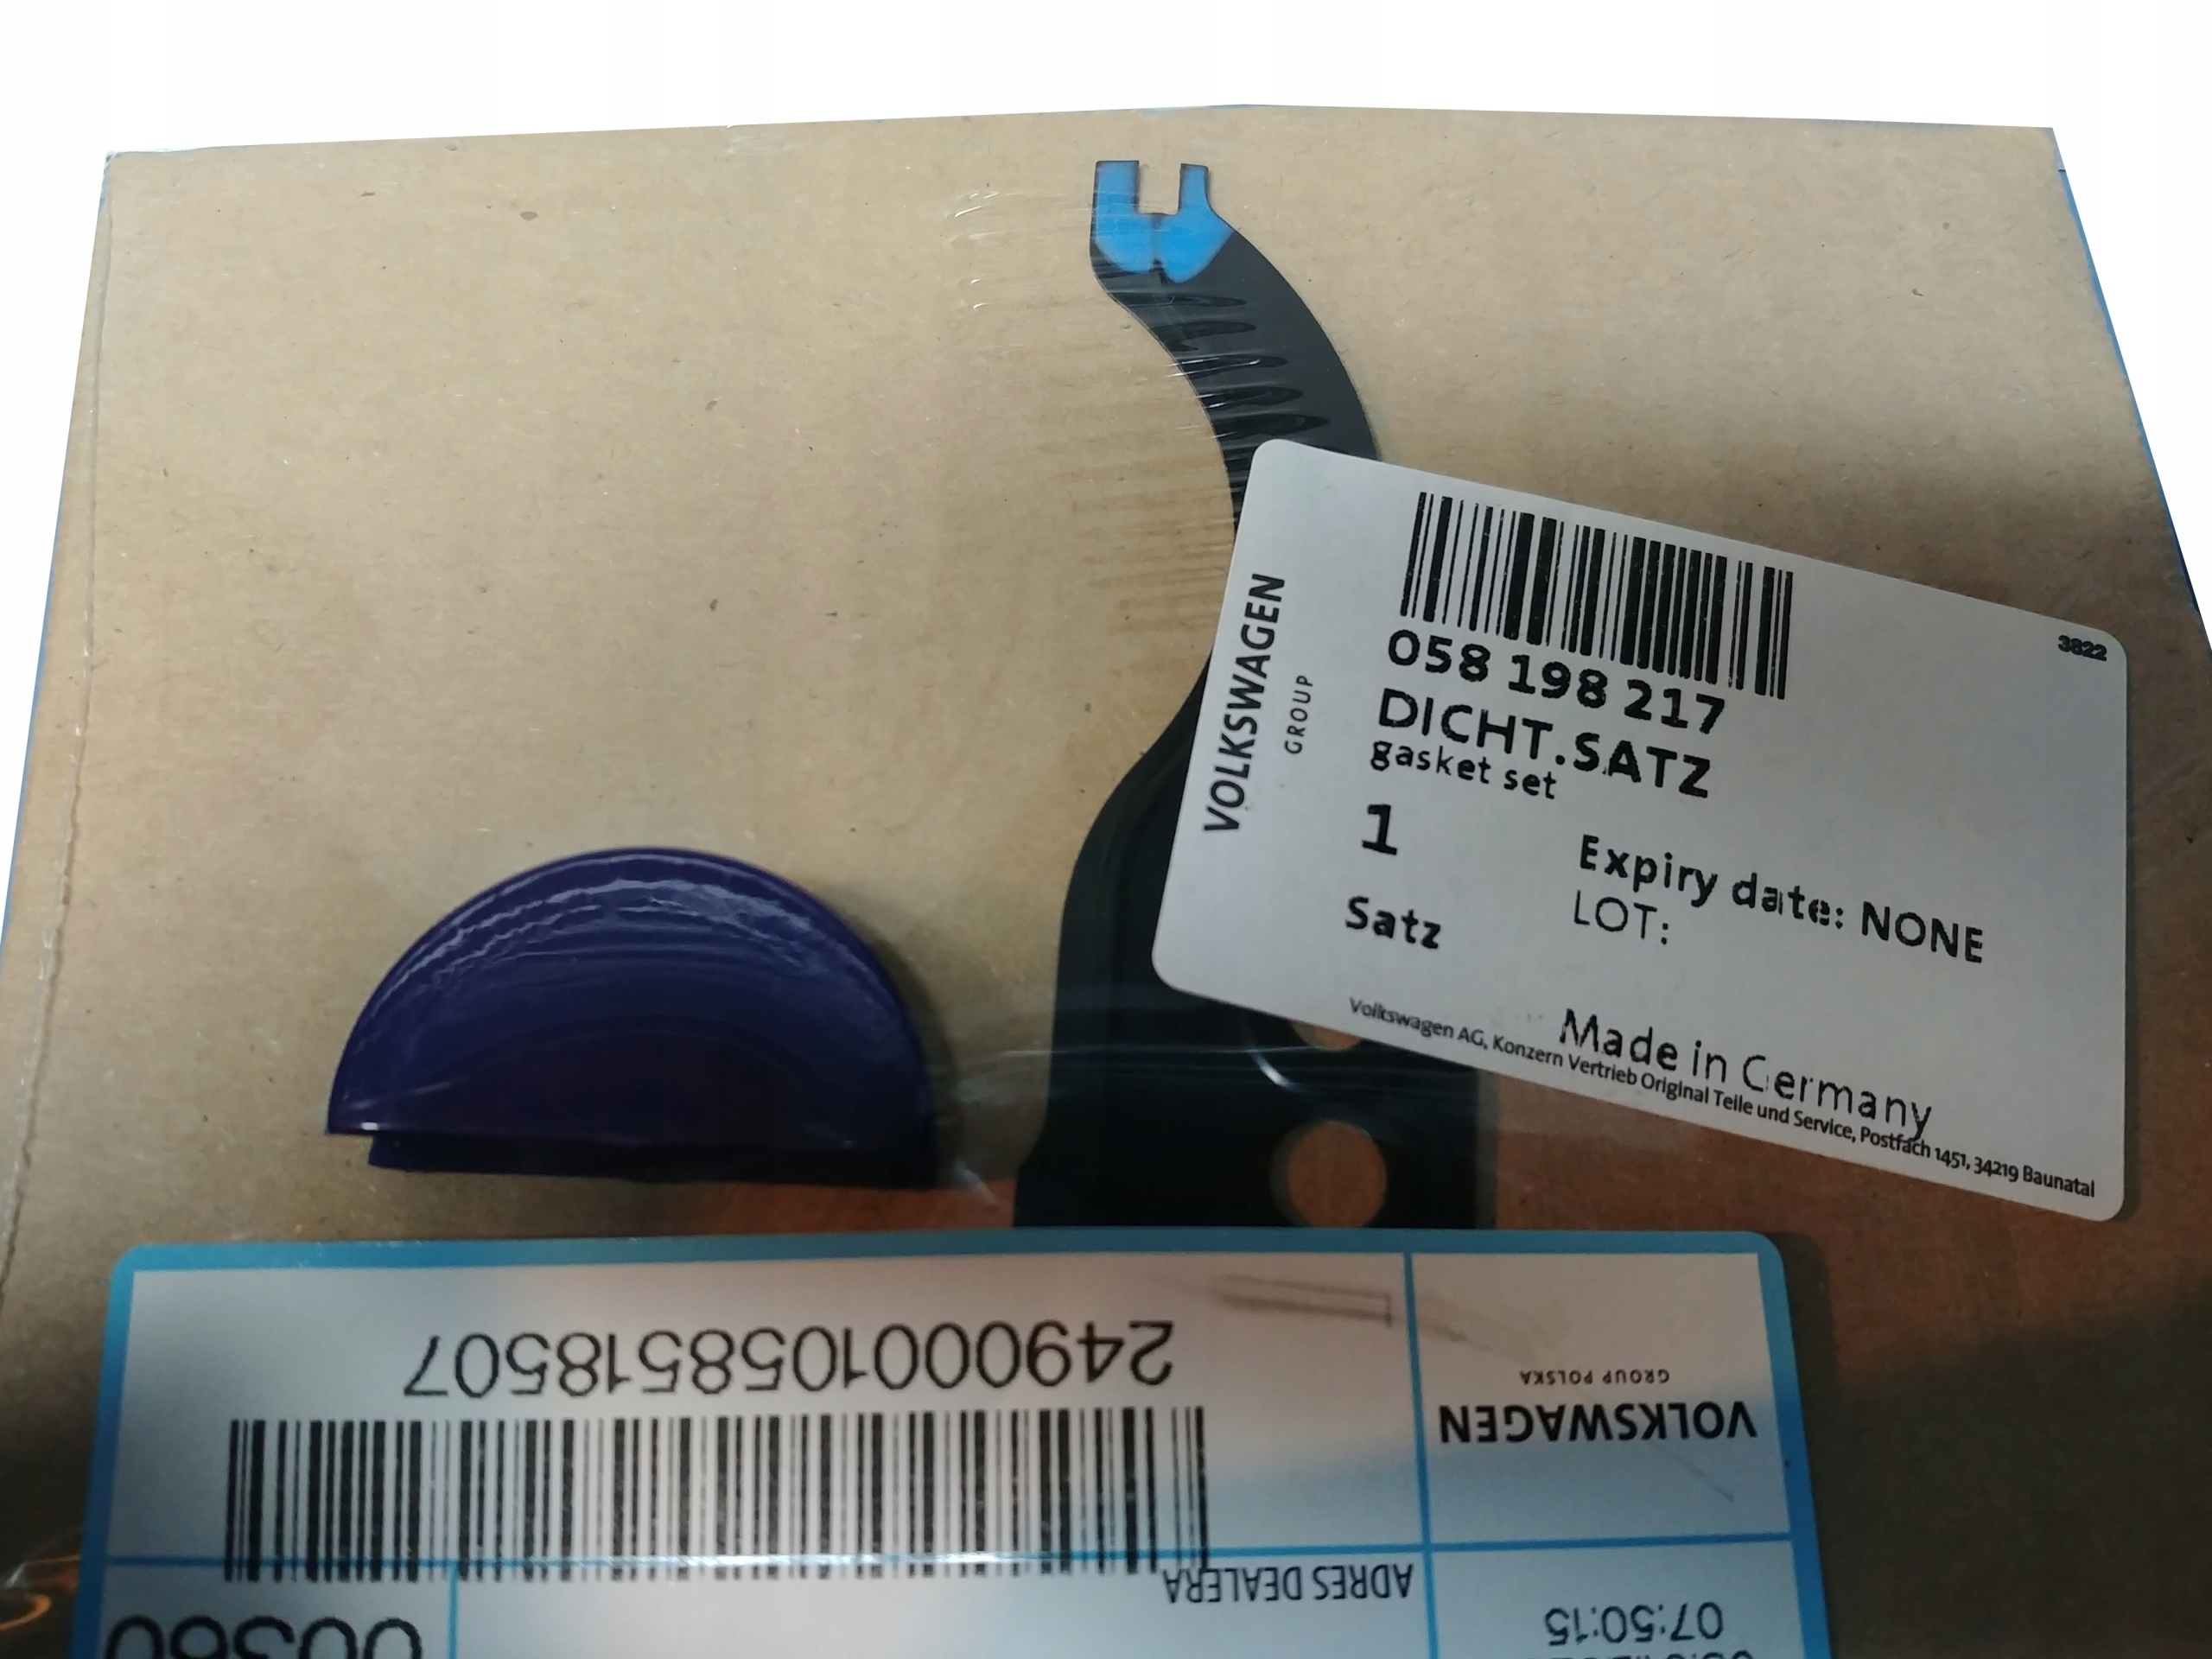 3822
VOLKSWAGEN
GROUP
058 198 217
DICHT.SATZ
gasket set
1
Satz
Expiry date: NONE
LOT:
Made in Germany
Volkswagen AG, Konzern Vertrieb Original Teile und Service, Postfach 1451, 34219 Baunatal
VOLKSWAGEN
GROUP POLSKA
2490001058518507
ADRES DEALERA
07:50:15